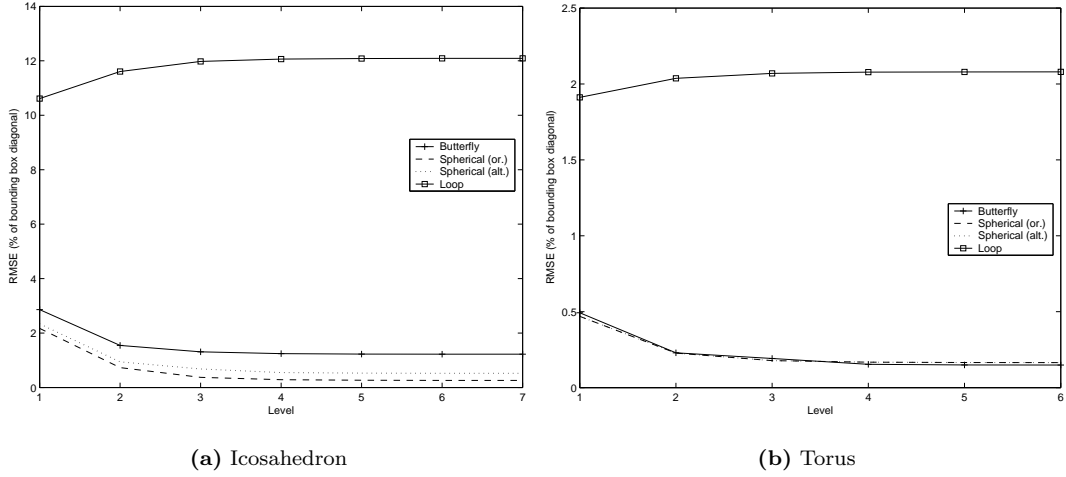 14
12
10
8
6
4
2
0
RMSE (% of bounding box diagonal)
Butterfly
Spherical (or.)
Spherical (alt.)
Loop
1 2 3 4 5 6 7
Level
(a) Icosahedron
2.5
2
1.5
1
0.5
0
RMSE (% of bounding box diagonal)
Butterfly
Spherical (or.)
Spherical (alt.)
Loop
1 2 3 4 5 6
Level
(b) Torus